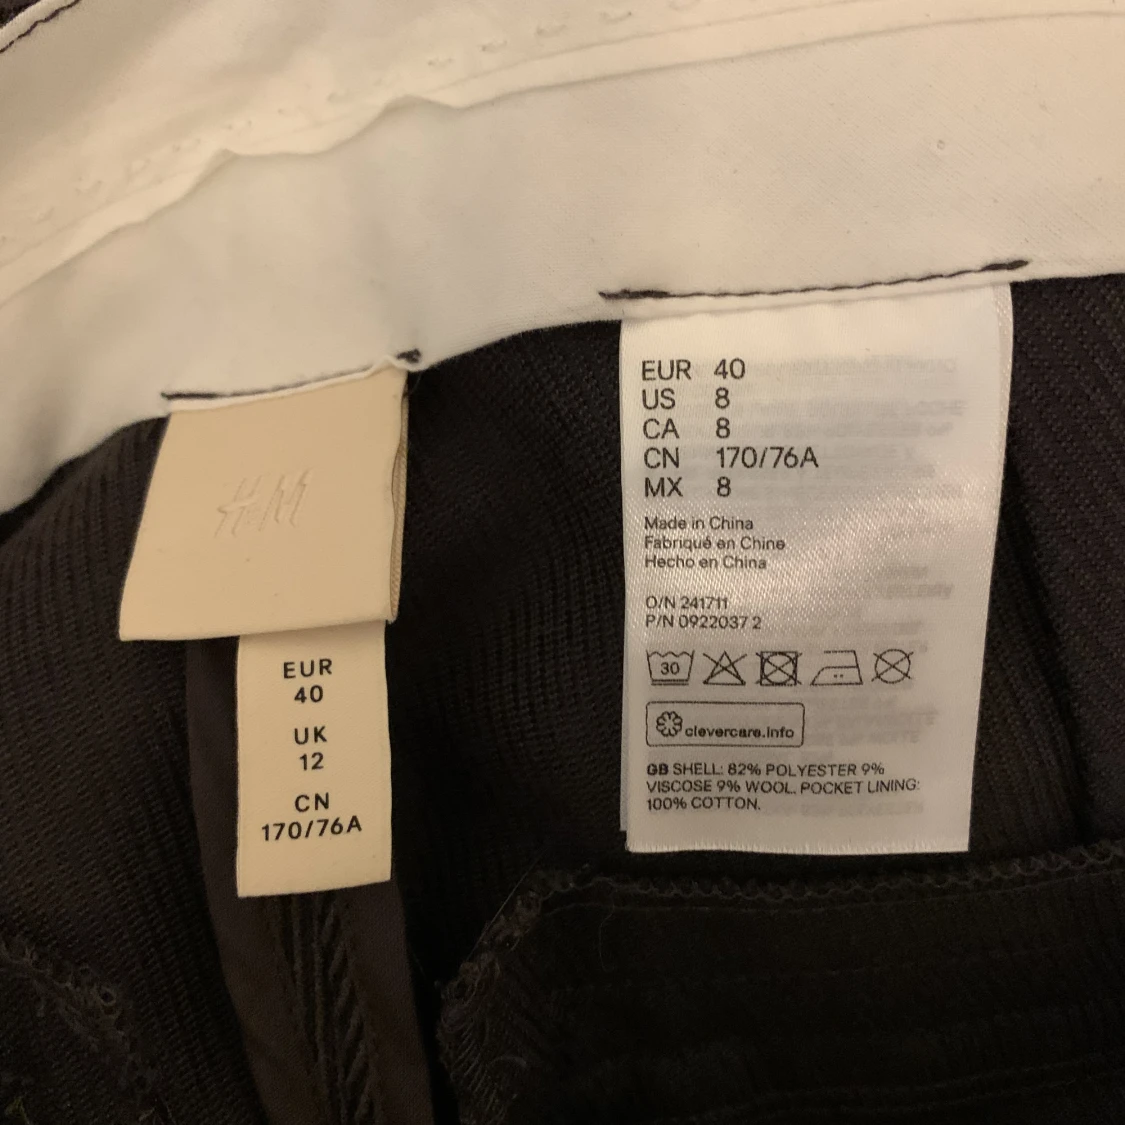 H&M
EUR
40
UK
12
CN
170/76A
EUR 40
US 8
CA 8
CN 170/76A
MX 8
Made in China
Fabriqué en Chine
Hecho en China
O/N 241711
P/N 0922037 2
30
clevercare.info
GB SHELL: 82% POLYESTER 9%
VISCOSE 9% WOOL. POCKET LINING:
100% COTTON.